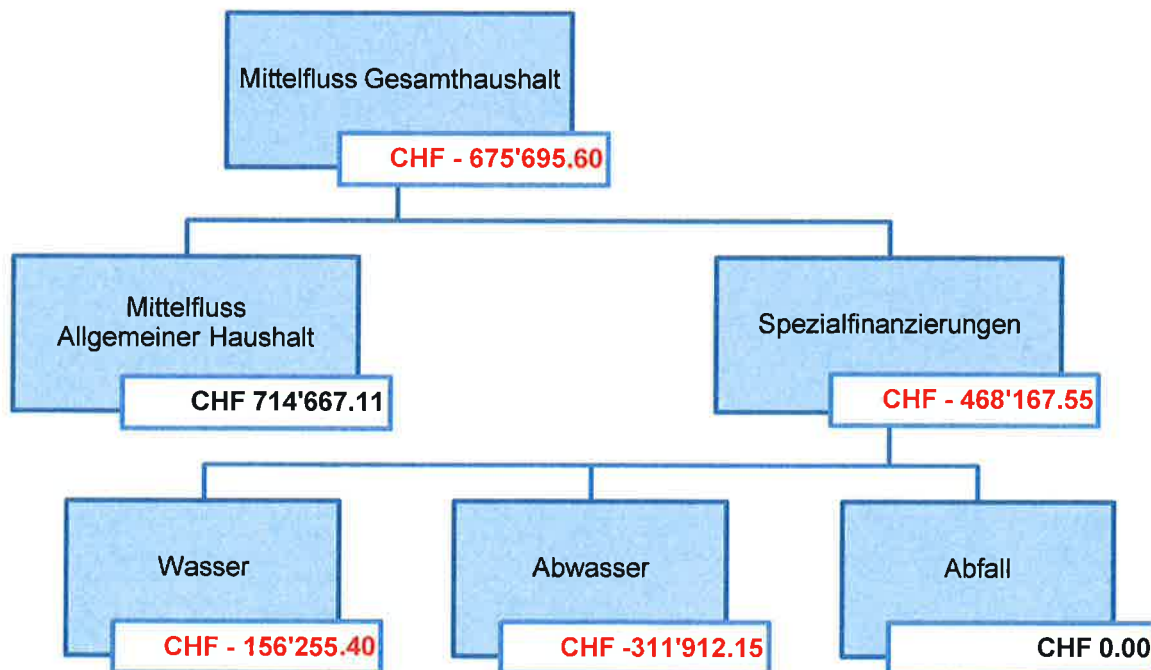 Mittelfluss Gesamthaushalt
CHF - 675'695.60
Mittelfluss
Allgemeiner Haushalt
CHF 714'667.11
Spezialfinanzierungen
CHF - 468'167.55
Wasser
CHF - 156'255.40
Abwasser
CHF -311'912.15
Abfall
CHF 0.00